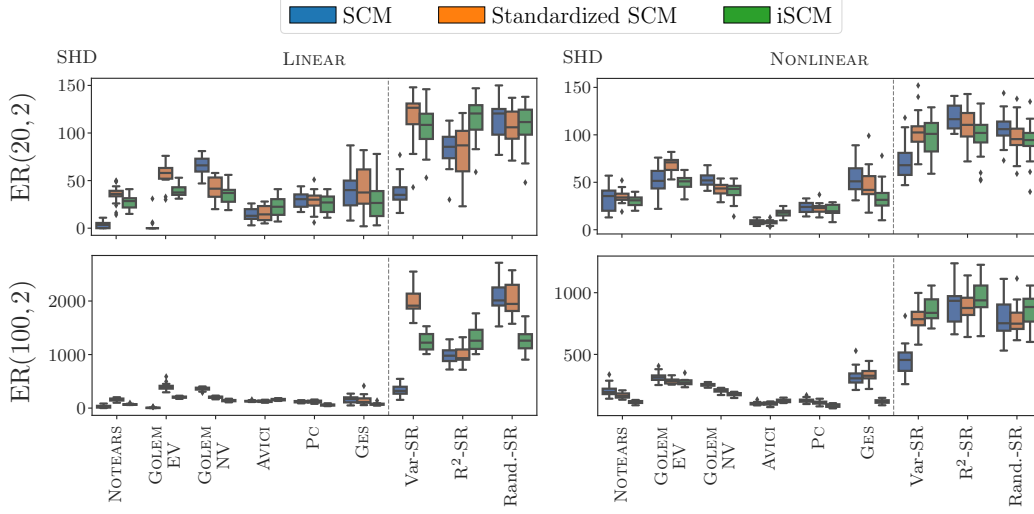 SCM Standardized SCM iSCM
SHD LINEAR SHD NONLINEAR
ER(20, 2)
150
100
50
0
150
100
50
0
ER(100, 2)
2000
1000
0
1000
500
NOTEARS
GOLEM
EV
GOLEM
NV
AVICI
PC
GES
Var-SR
R²-SR
Rand.-SR
NOTEARS
GOLEM
EV
GOLEM
NV
AVICI
PC
GES
Var-SR
R²-SR
Rand.-SR